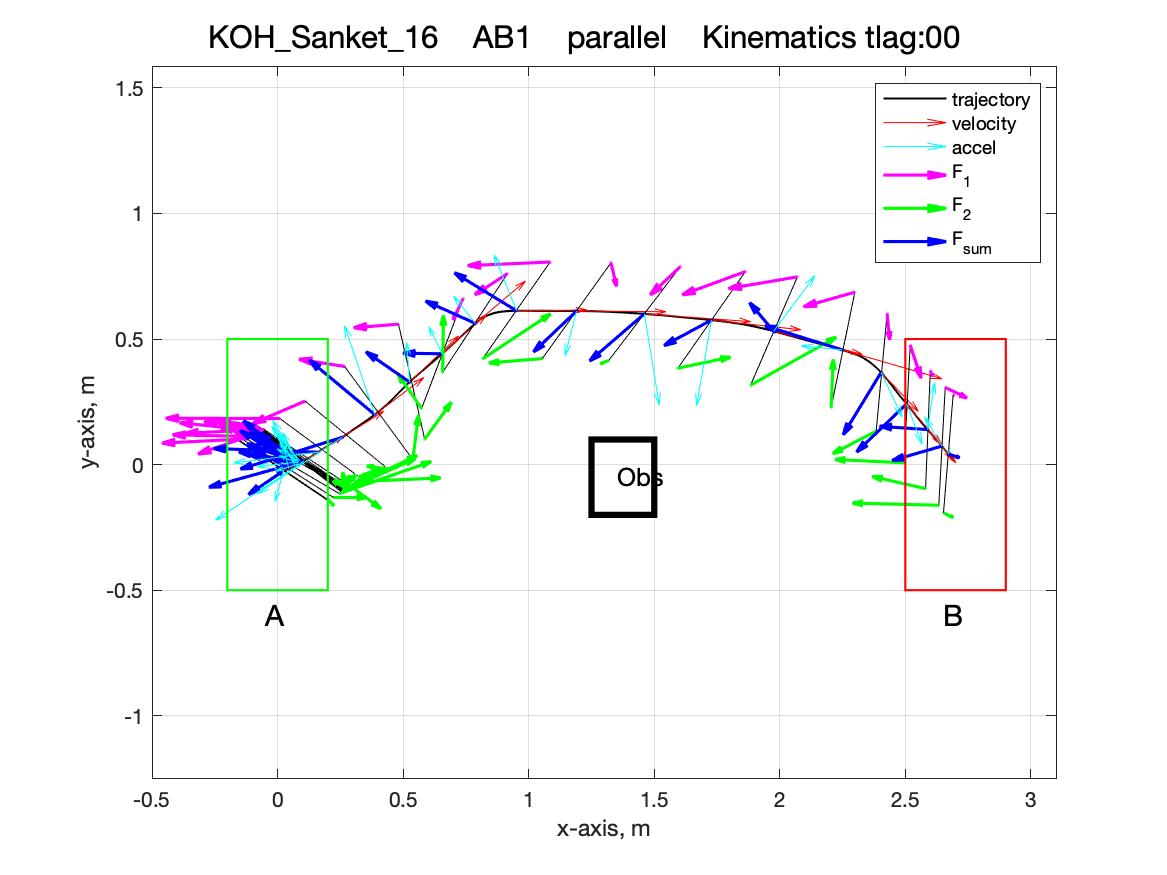 KOH_Sanket_16 AB1 parallel Kinematics tlag:00
trajectory
velocity
accel
F1
F2
Fsum
1.5
1
0.5
0
-0.5
-1
y-axis, m
Obs
A
B
-0.5 0 0.5 1 1.5 2 2.5 3
x-axis, m